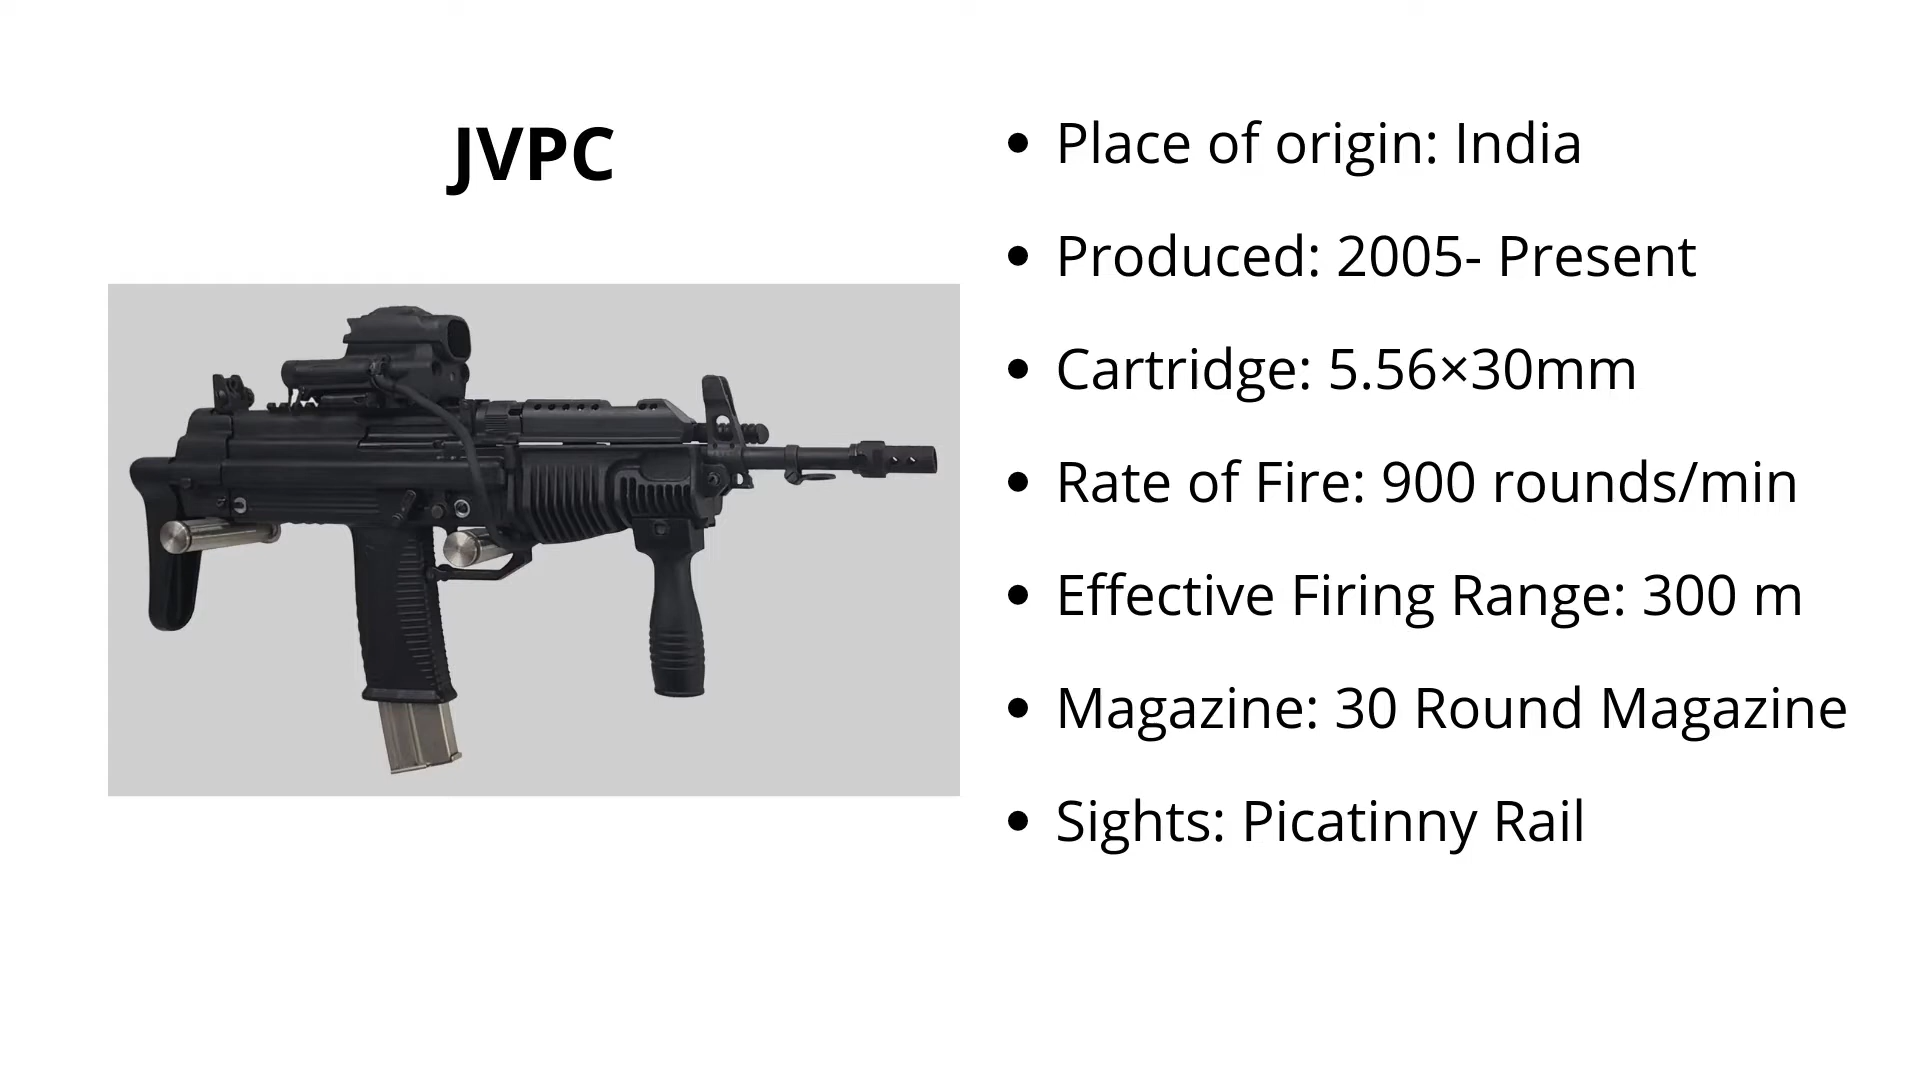 JVPC
• Place of origin: India
• Produced: 2005- Present
• Cartridge: 5.56×30mm
• Rate of Fire: 900 rounds/min
• Effective Firing Range: 300 m
• Magazine: 30 Round Magazine
• Sights: Picatinny Rail